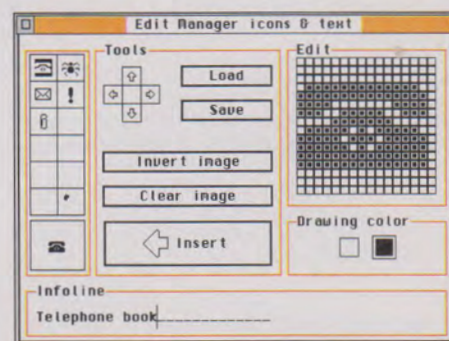 Edit Manager icons & text
Tools
Edit
Load
Save
Invert image
Clear image
Insert
Drawing color
Infoline
Telephone book